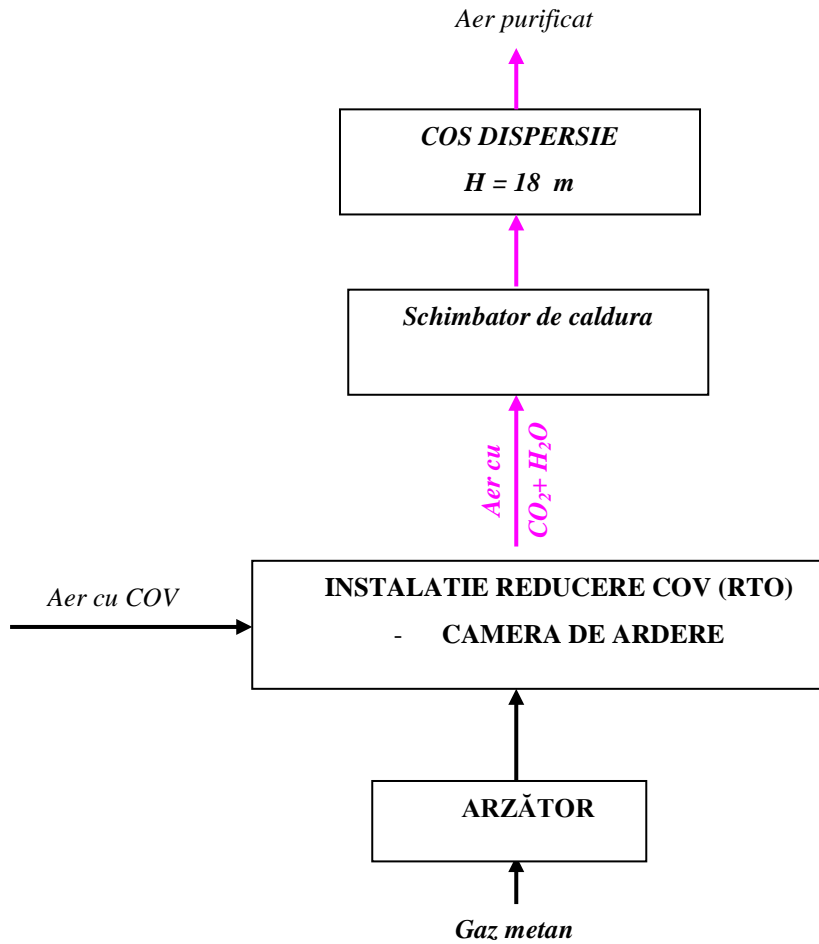 Aer purificat
COS DISPERSIE
H = 18 m
Schimbator de caldura
Aer cu
CO₂+ H₂O
Aer cu COV
INSTALATIE REDUCERE COV (RTO)
- CAMERA DE ARDERE
ARZĂTOR
Gaz metan